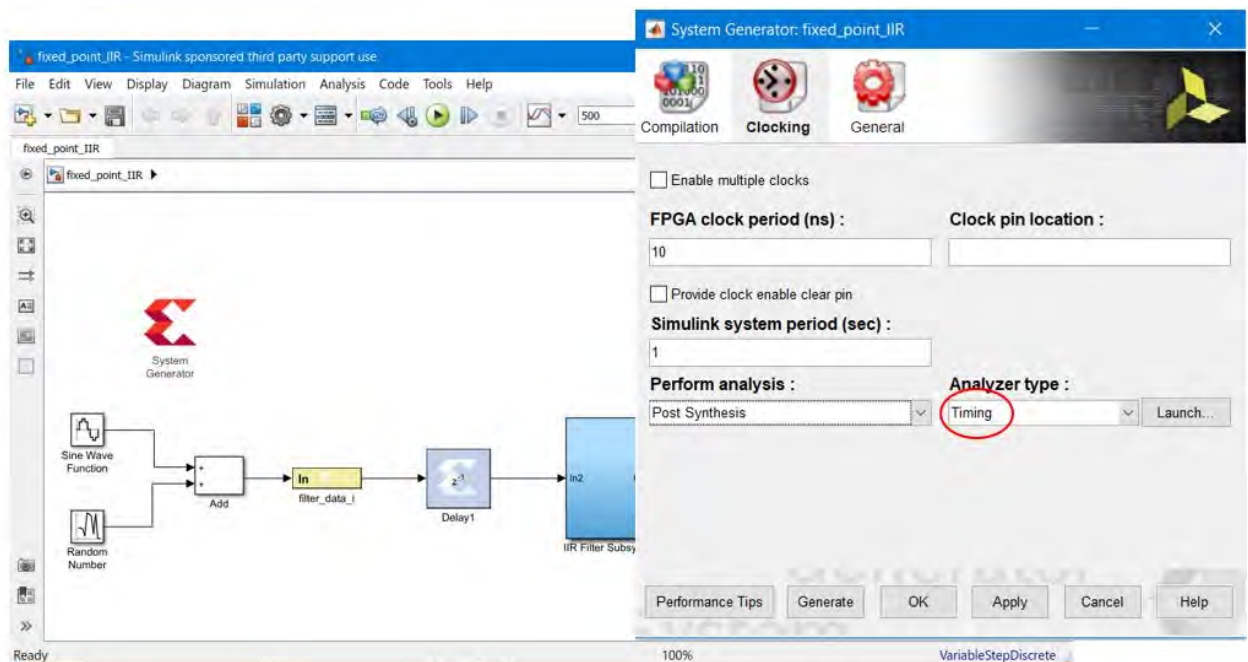 fixed_point_IIR - Simulink sponsored third party support use
File Edit View Display Diagram Simulation Analysis Code Tools Help
500
fixed_point_IIR
fixed_point_IIR
System
Generator
Sine Wave
Function
Random
Number
+
+
Add
In
filter_data_i
z-1
Delay1
In2
IIR Filter Subsy
Ready
100%
VariableStepDiscrete
System Generator: fixed_point_IIR
Compilation Clocking General
Enable multiple clocks
FPGA clock period (ns) : Clock pin location :
10
Provide clock enable clear pin
Simulink system period (sec) :
1
Perform analysis : Analyzer type :
Post Synthesis Timing Launch...
Performance Tips Generate OK Apply Cancel Help